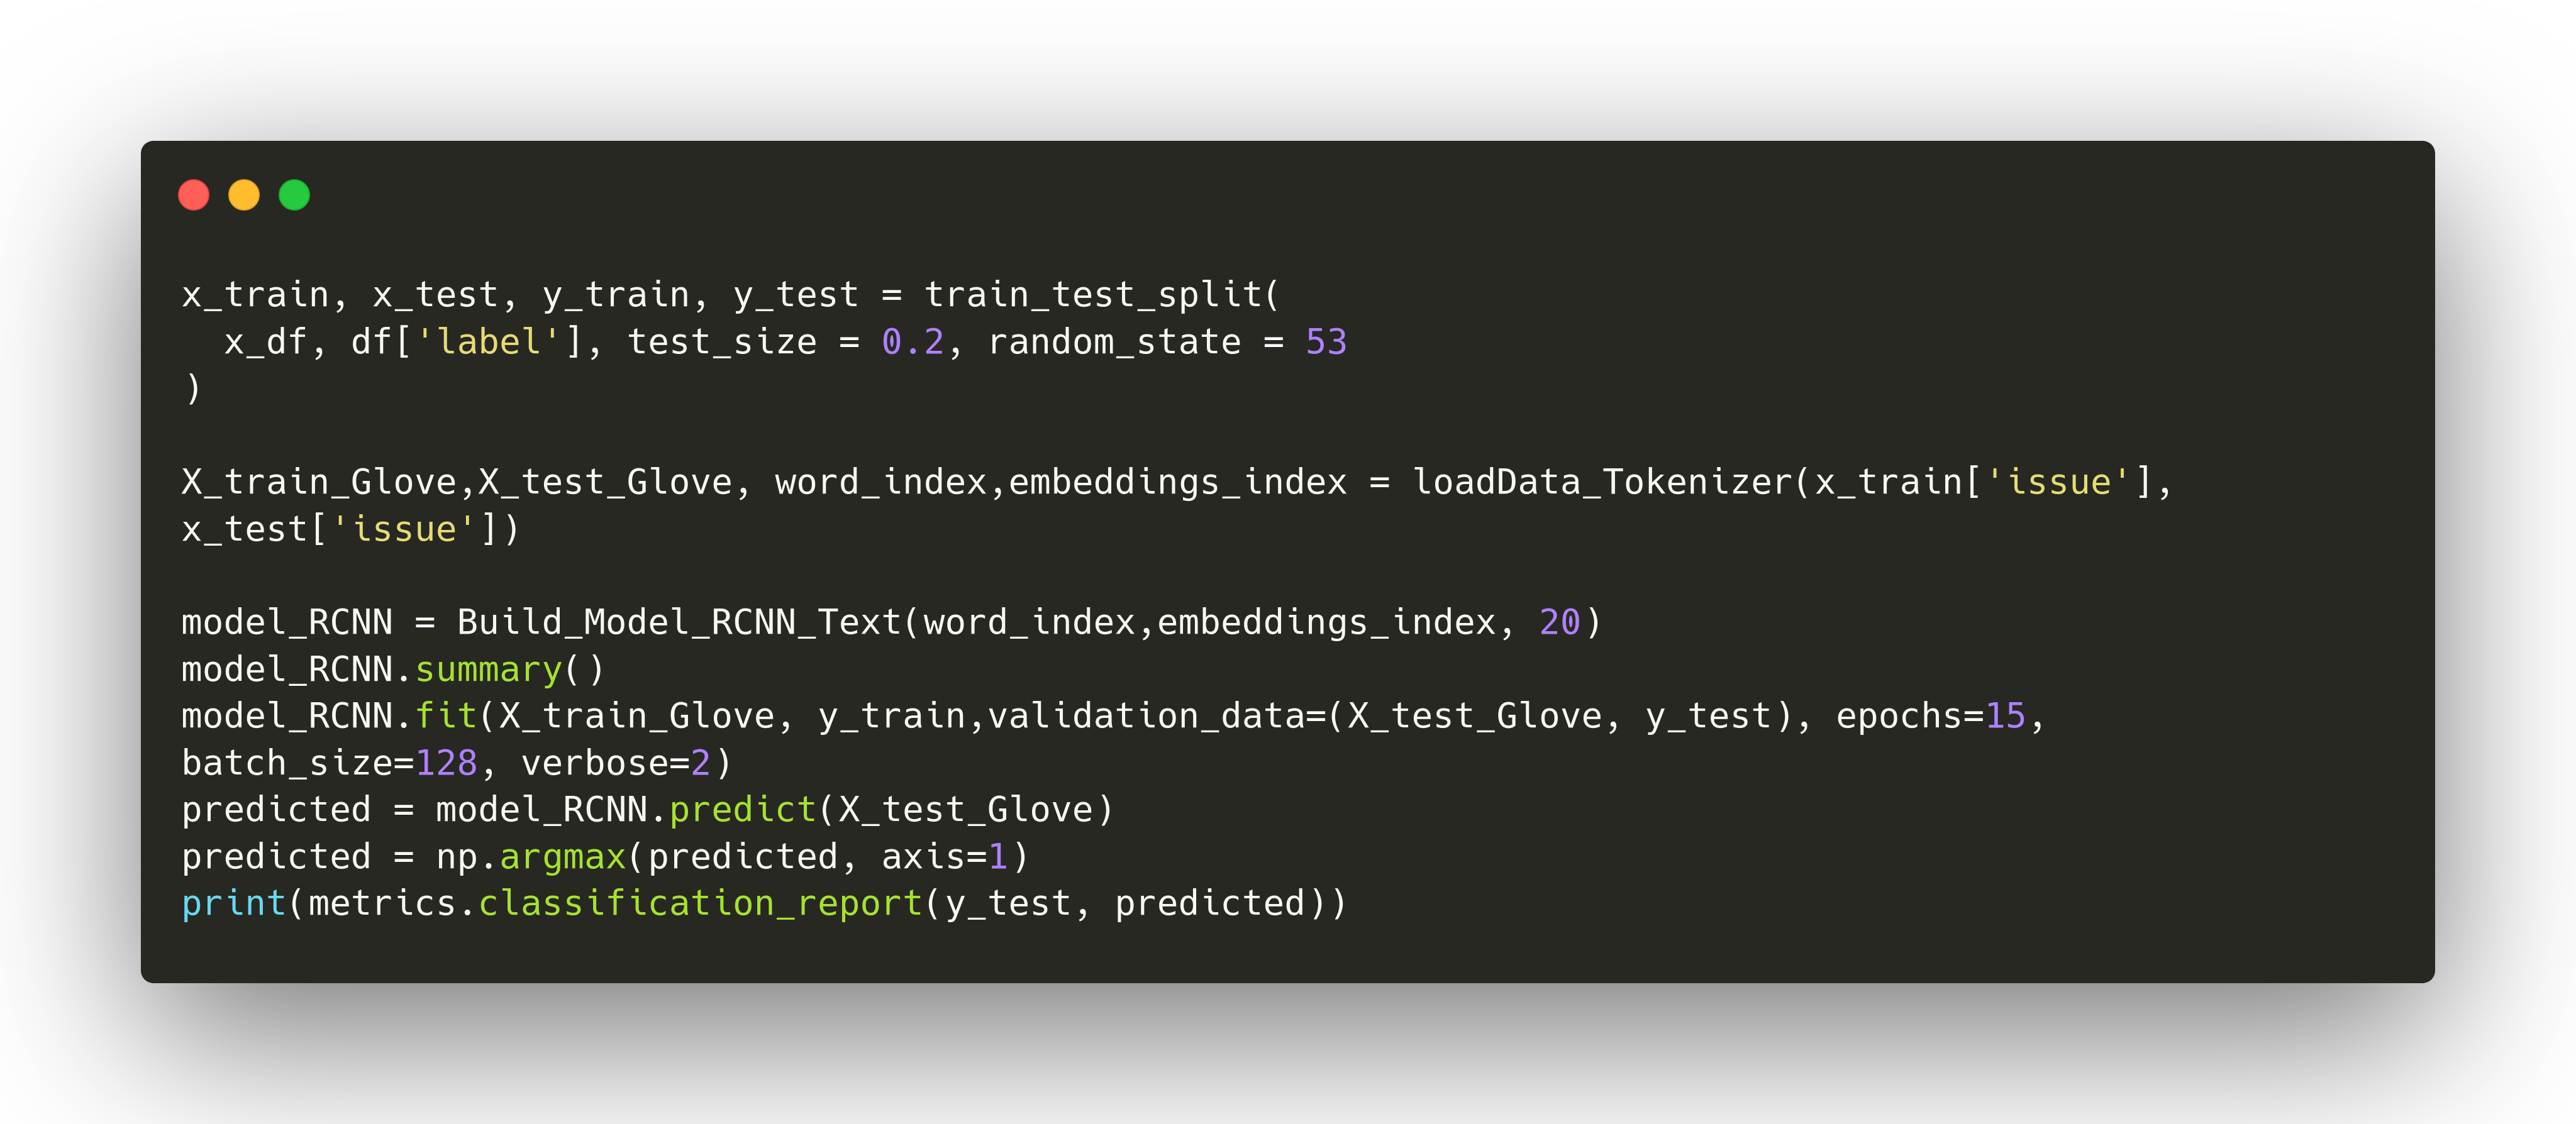 x_train, x_test, y_train, y_test = train_test_split(
  x_df, df['label'], test_size = 0.2, random_state = 53
)
X_train_Glove,X_test_Glove, word_index,embeddings_index = loadData_Tokenizer(x_train['issue'],
x_test['issue'])
model_RCNN = Build_Model_RCNN_Text(word_index,embeddings_index, 20)
model_RCNN.summary()
model_RCNN.fit(X_train_Glove, y_train,validation_data=(X_test_Glove, y_test), epochs=15,
batch_size=128, verbose=2)
predicted = model_RCNN.predict(X_test_Glove)
predicted = np.argmax(predicted, axis=1)
print(metrics.classification_report(y_test, predicted))